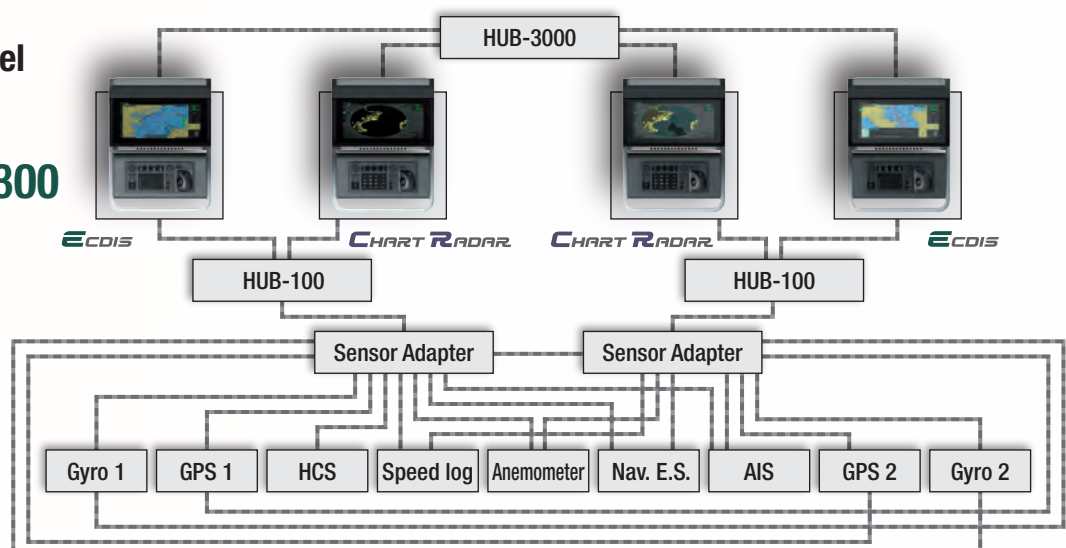 HUB-3000
el
300
ECDIS
CHART RADAR
CHART RADAR
ECDIS
HUB-100
HUB-100
Sensor Adapter
Sensor Adapter
Gyro 1
GPS 1
HCS
Speed log
Anemometer
Nav. E.S.
AIS
GPS 2
Gyro 2